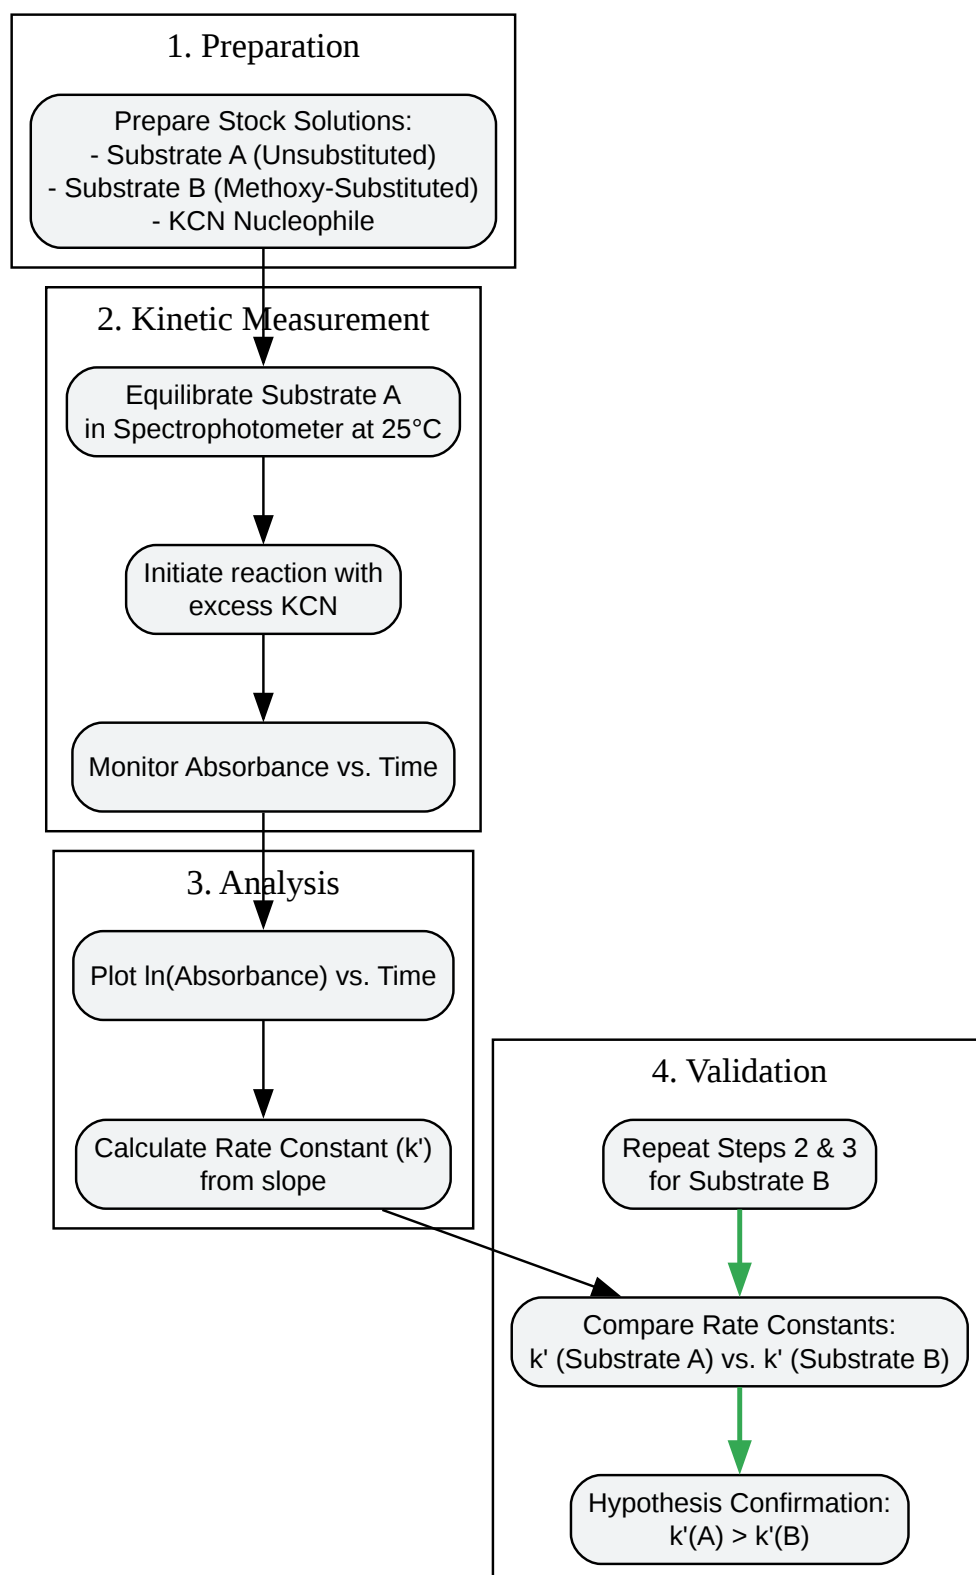 1. Preparation
Prepare Stock Solutions:
- Substrate A (Unsubstituted)
- Substrate B (Methoxy-Substituted)
- KCN Nucleophile
2. Kinetic Measurement
Equilibrate Substrate A
in Spectrophotometer at 25°C
Initiate reaction with
excess KCN
Monitor Absorbance vs. Time
3. Analysis
Plot ln(Absorbance) vs. Time
Calculate Rate Constant (k')
from slope
4. Validation
Repeat Steps 2 & 3
for Substrate B
Compare Rate Constants:
k' (Substrate A) vs. k' (Substrate B)
Hypothesis Confirmation:
k'(A) > k'(B)